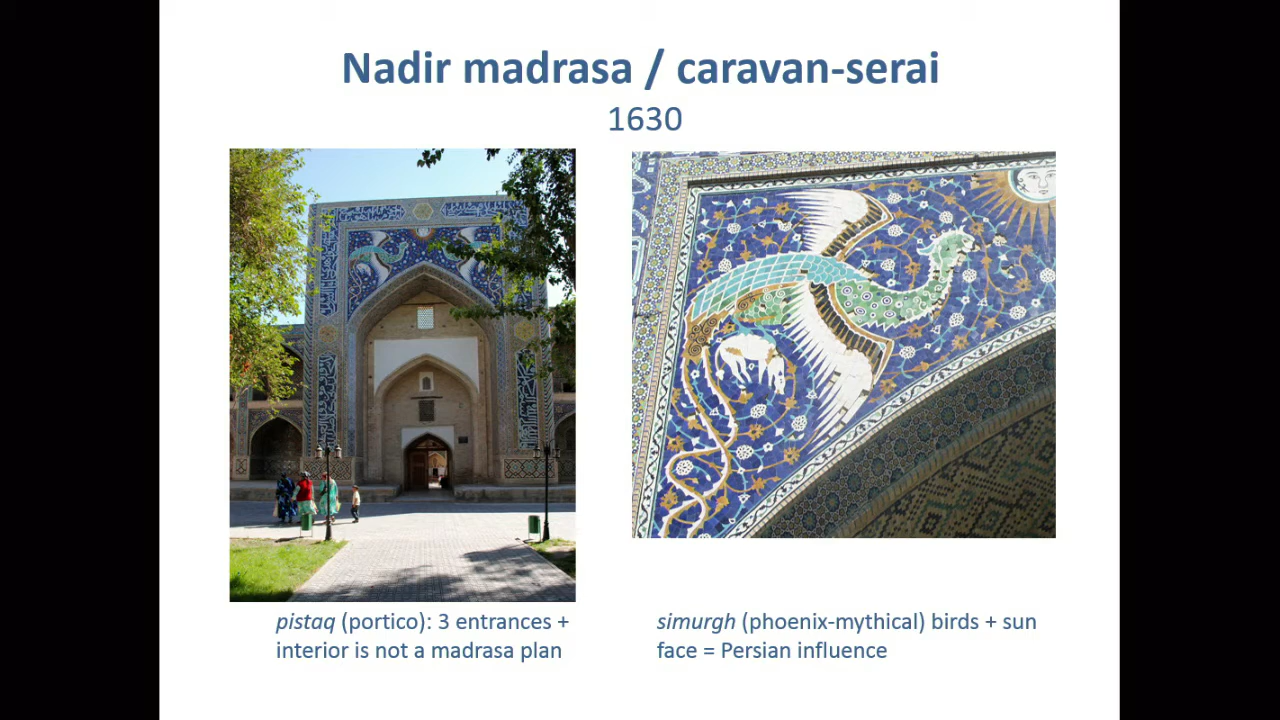 Nadir madrasa / caravan-serai
1630
pistaq (portico): 3 entrances +
interior is not a madrasa plan
simurgh (phoenix-mythical) birds + sun
face = Persian influence